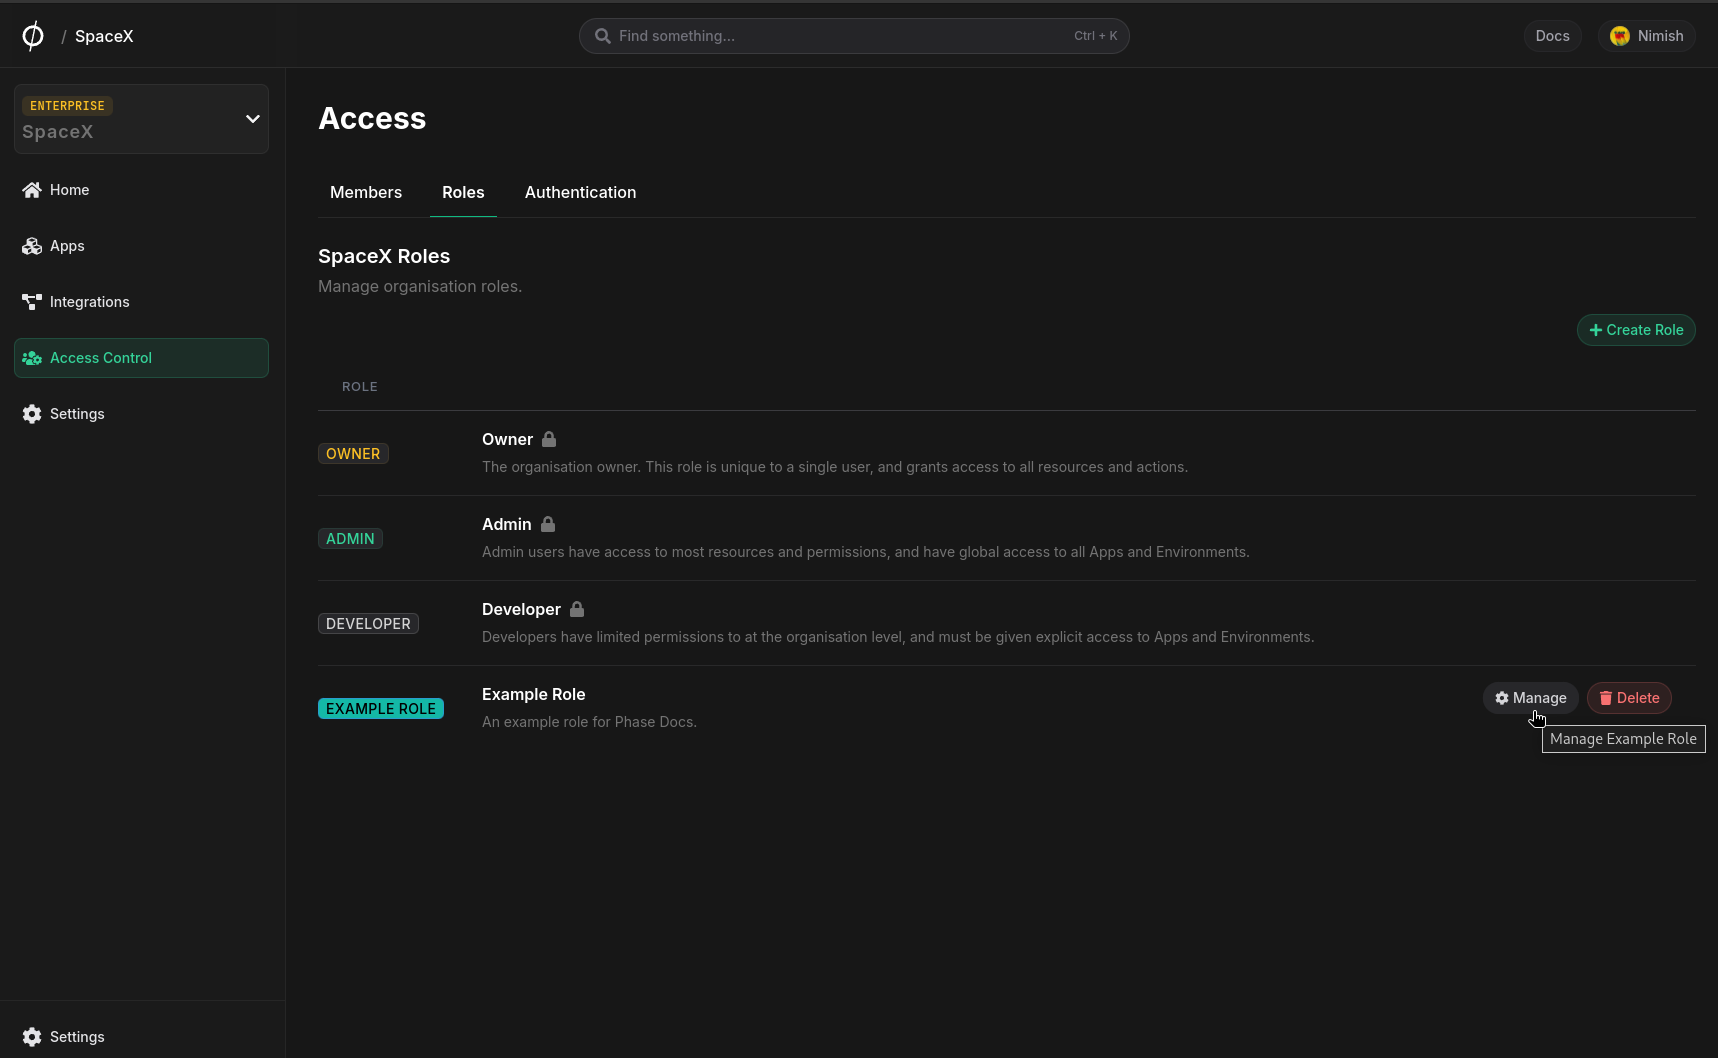 / SpaceX
Find something...
Ctrl + K
Docs
Nimish
ENTERPRISE
SpaceX
Home
Apps
Integrations
Access Control
Settings
Access
Members
Roles
Authentication
SpaceX Roles
Manage organisation roles.
Create Role
ROLE
OWNER
Owner
The organisation owner. This role is unique to a single user, and grants access to all resources and actions.
ADMIN
Admin
Admin users have access to most resources and permissions, and have global access to all Apps and Environments.
DEVELOPER
Developer
Developers have limited permissions to at the organisation level, and must be given explicit access to Apps and Environments.
EXAMPLE ROLE
Example Role
An example role for Phase Docs.
Manage
Delete
Manage Example Role
Settings